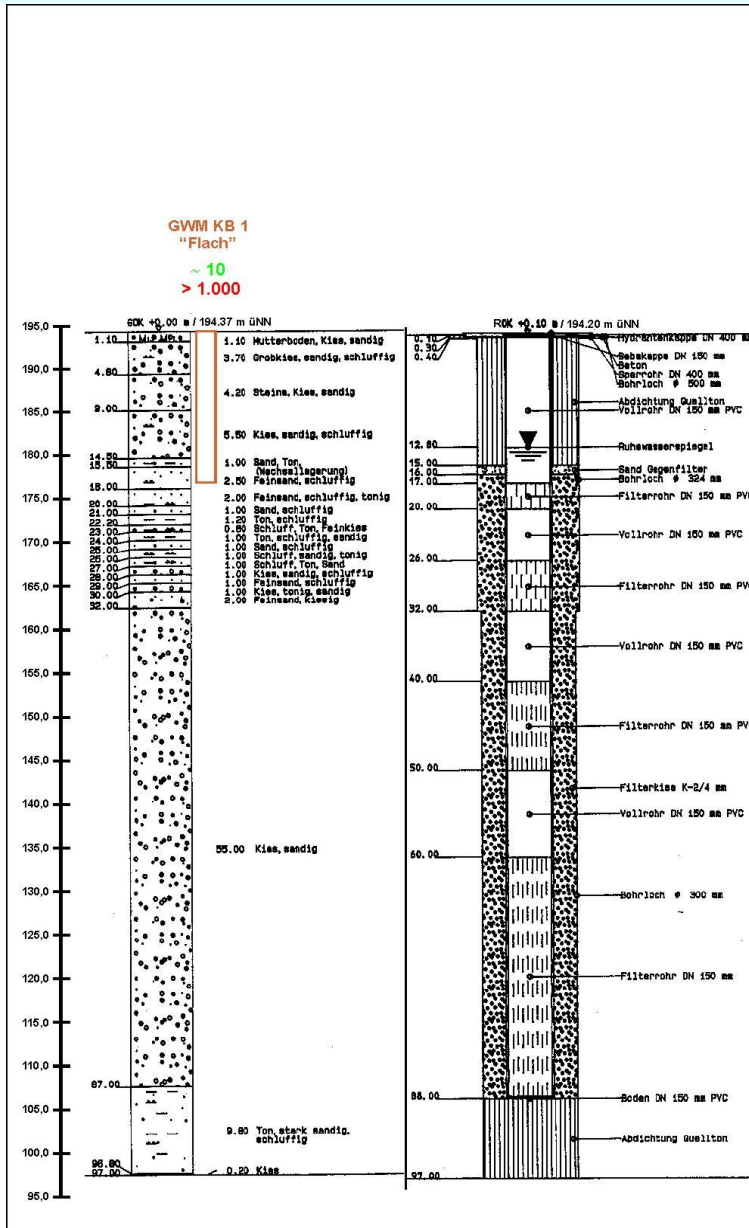 GWM KB 1
"Flach"
~ 10
> 1.000
GOK +0.00 m / 194.37 m üNN
ROK +0.10 m / 194.20 m üNN
195,0
190,0
185,0
180,0
175,0
170,0
165,0
160,0
155,0
150,0
145,0
140,0
135,0
130,0
125,0
120,0
115,0
110,0
105,0
100,0
95,0
1.10
4.80
9.00
14.50
15.50
18.00
20.00
21.00
22.20
23.00
24.00
25.00
26.00
27.00
28.00
29.00
30.00
32.00
87.00
96.80
97.00
1.10 Mutterboden, Kies, sandig
3.70 Grobkies, sandig, schluffig
4.20 Steine, Kies, sandig
5.50 Kies, sandig, schluffig
1.00 Sand, Ton,
(Wechsellagerung)
2.50 Feinsand, schluffig
2.00 Feinsand, schluffig, tonig
1.00 Sand, schluffig
1.20 Ton, schluffig
0.80 Schluff, Ton, Feinkies
1.00 Ton, schluffig, sandig
1.00 Sand, schluffig
1.00 Schluff, sandig, tonig
1.00 Schluff, Ton, Sand
1.00 Kies, sandig, schluffig
1.00 Feinsand, schluffig
1.00 Kies, tonig, sandig
2.00 Feinsand, kiesig
55.00 Kies, sandig
9.80 Ton, stark sandig,
schluffig
0.20 Kies
0.10
0.30
0.40
12.80
15.00
16.00
17.00
20.00
26.00
32.00
40.00
50.00
60.00
88.00
97.00
Hydrantenkappe DN 400 m
Sebakappe DN 150 mm
Beton
Sperrohr DN 400 mm
Bohrloch ø 500 mm
Abdichtung Quellton
Vollrohr DN 150 mm PVC
Ruhewasserspiegel
Sand Gegenfilter
Bohrloch ø 324 mm
Filterrohr DN 150 mm PV
Vollrohr DN 150 mm PVC
Filterrohr DN 150 mm PV
Vollrohr DN 150 mm PVC
Filterrohr DN 150 mm PV
Filterkies K-2/4 mm
Vollrohr DN 150 mm PVC
Bohrloch ø 300 mm
Filterrohr DN 150 mm
Boden DN 150 mm PVC
Abdichtung Quellton